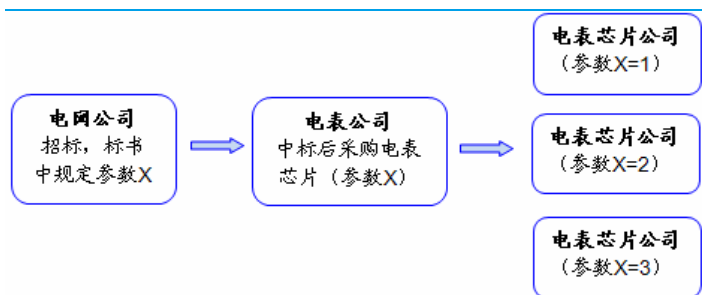 电网公司
招标，标书
中规定参数X
电表公司
中标后采购电表
芯片（参数X）
电表芯片公司
（参数X=1）
电表芯片公司
（参数X=2）
电表芯片公司
（参数X=3）